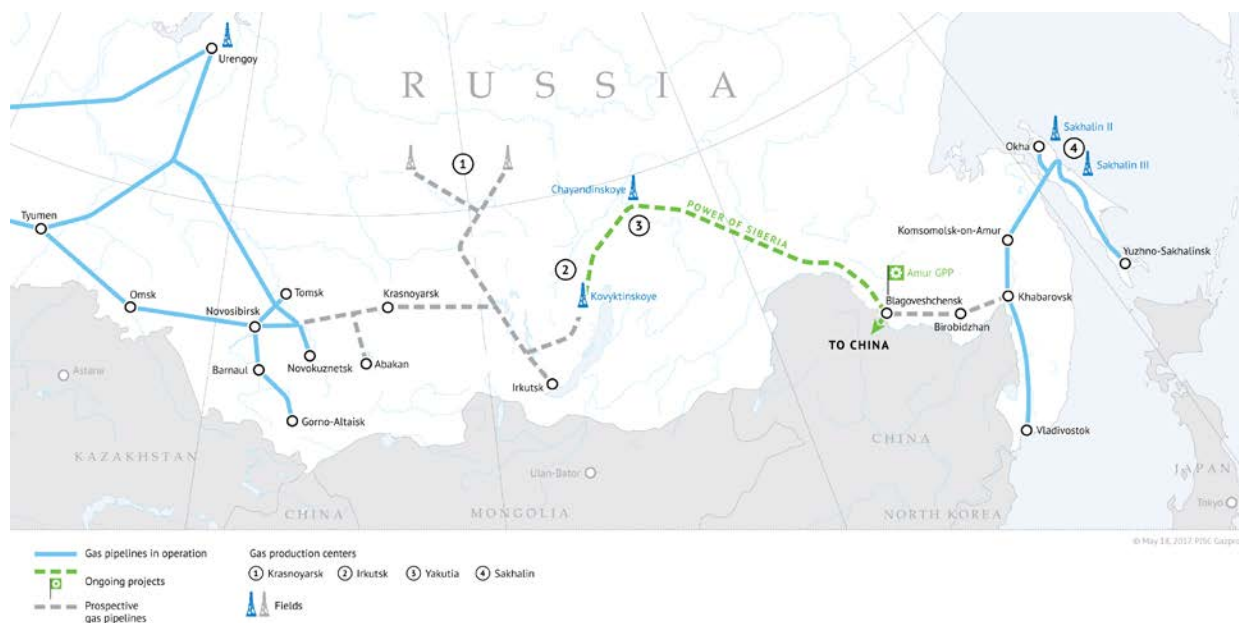 Urengoy
RUSSIA
Sakhalin II
Okha
4
Sakhalin III
1
Chayandinskoye
POWER OF SIBERIA
3
Tyumen
Komsomolsk-on-Amur
Yuzhno-Sakhalinsk
2
Amur GPP
Omsk
Tomsk
Krasnoyarsk
Kovyktinskoye
Blagoveshchensk
Khabarovsk
Novosibirsk
Birobidzhan
TO CHINA
Astana
Barnaul
Novokuznetsk
Abakan
Irkutsk
Gorno-Altaisk
Vladivostok
KAZAKHSTAN
CHINA
JAPAN
Ulan-Bator
CHINA
MONGOLIA
NORTH KOREA
Tokyo
© May 18, 2017, PJSC Gazpro
Gas pipelines in operation
Gas production centers
Ongoing projects
1 Krasnoyarsk 2 Irkutsk 3 Yakutia 4 Sakhalin
Prospective
gas pipelines
Fields